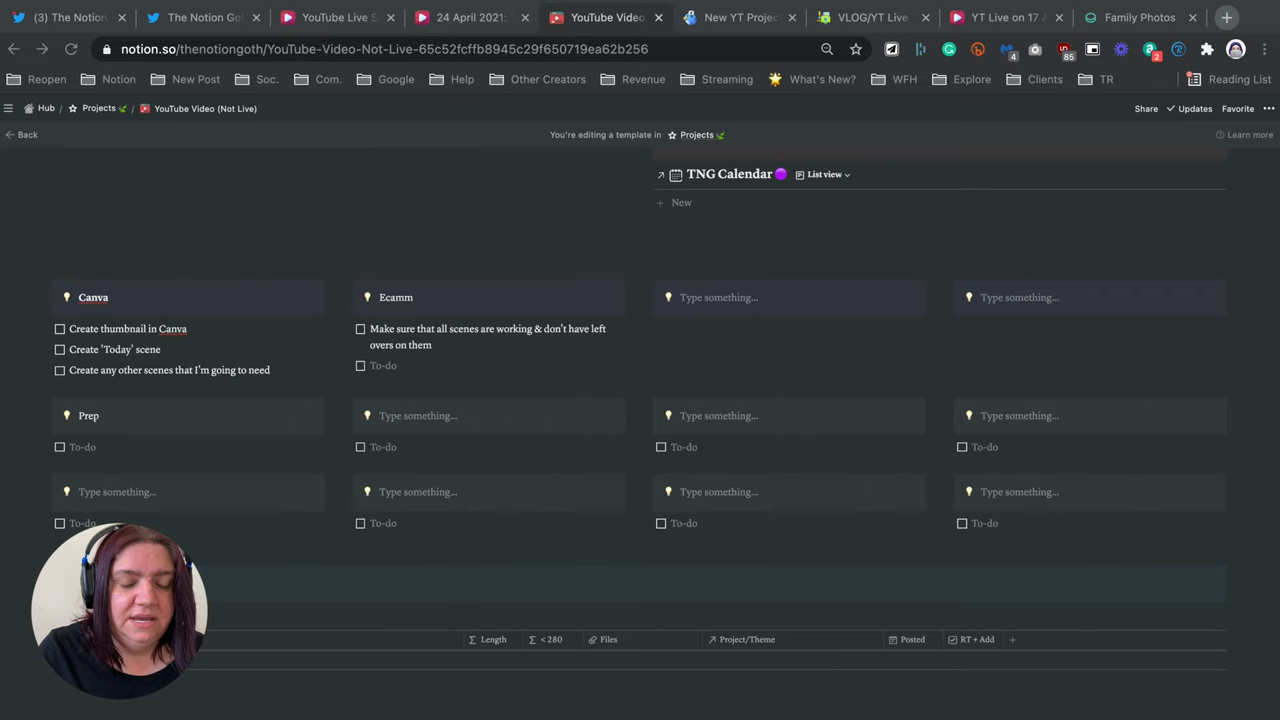 (3) The Notion
The Notion Got
YouTube Live S
24 April 2021:
YouTube Video
New YT Projec
VLOG/YT Live
YT Live on 17 A
Family Photos
notion.so/thenotiongoth/YouTube-Video-Not-Live-65c52fcffb8945c29f650719ea62b256
4
85
2
Reopen
Notion
New Post
Soc.
Com.
Google
Help
Other Creators
Revenue
Streaming
What's New?
WFH
Explore
Clients
TR
Reading List
Hub / Projects / YouTube Video (Not Live)
Share
Updates
Favorite
Back
You're editing a template in Projects
Learn more
TNG Calendar
List view
New
Canva
Ecamm
Type something...
Type something...
Create thumbnail in Canva
Create 'Today' scene
Create any other scenes that I'm going to need
Make sure that all scenes are working & don't have left
overs on them
To-do
Prep
Type something...
Type something...
Type something...
To-do
To-do
To-do
To-do
Type something...
Type something...
Type something...
Type something...
To-do
To-do
To-do
To-do
Length
< 280
Files
Project/Theme
Posted
RT + Add